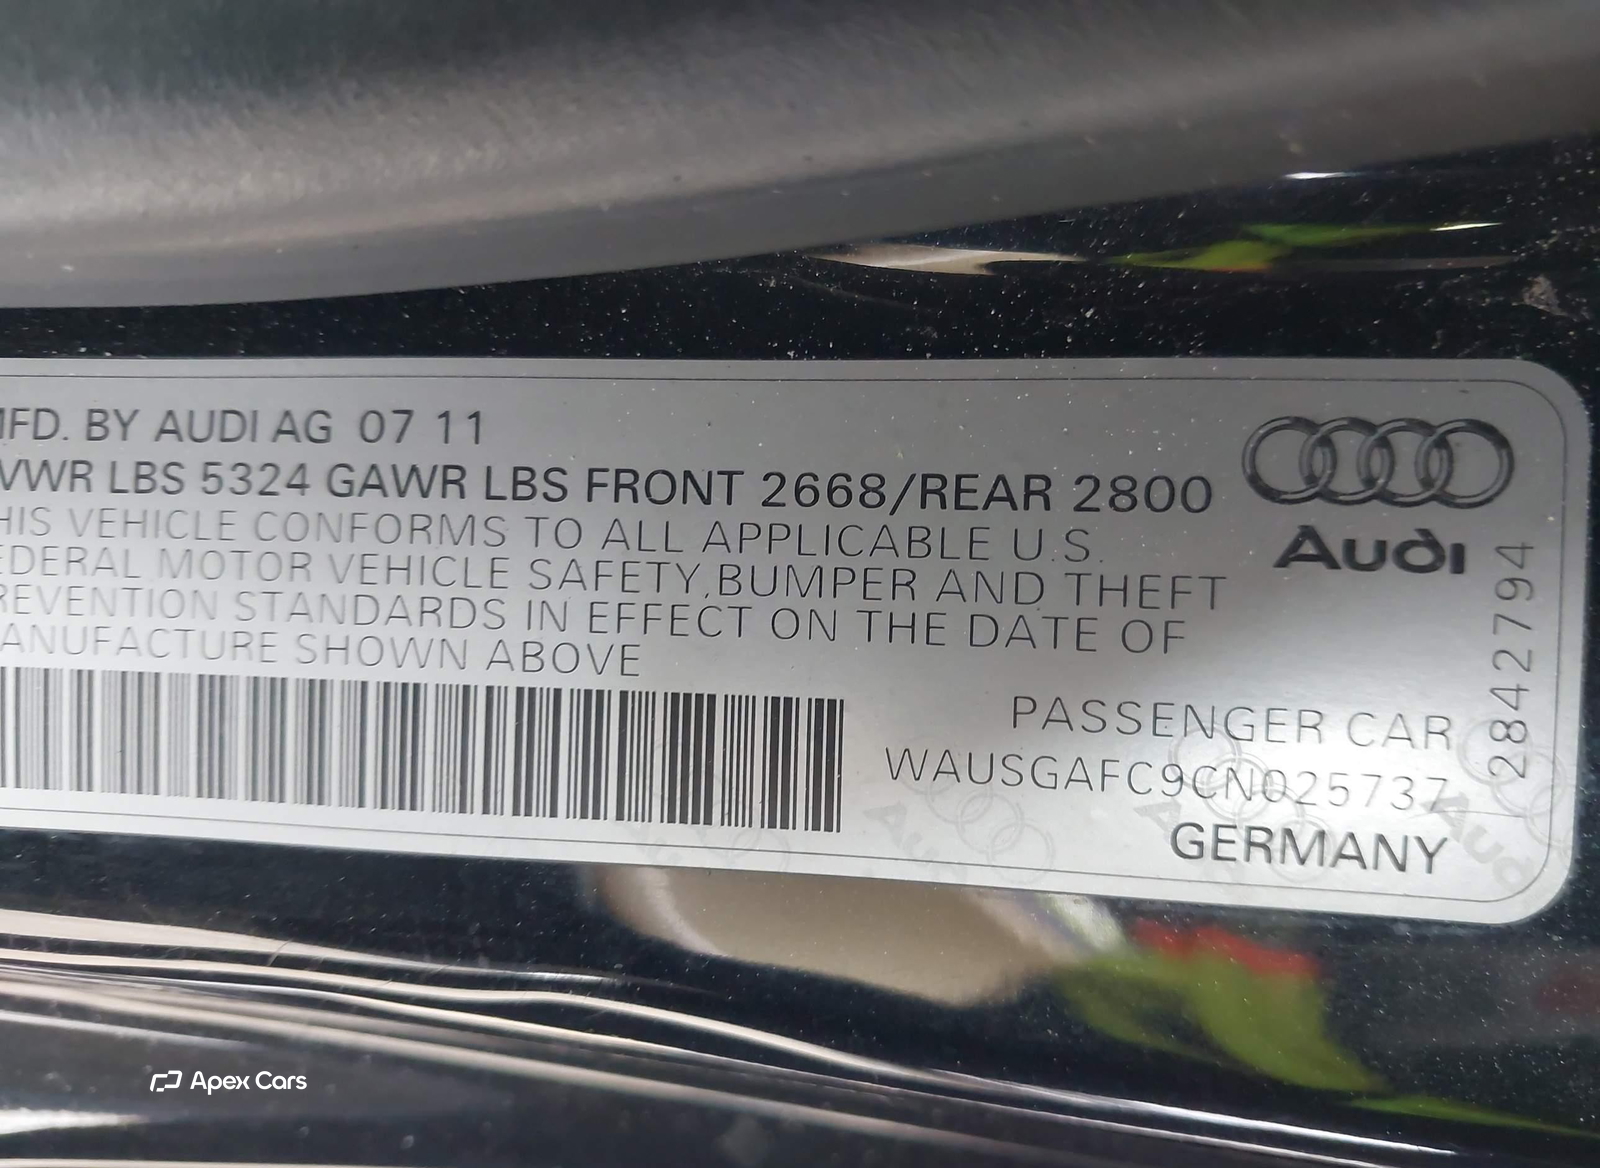 MFD. BY AUDI AG 07 11
VWR LBS 5324 GAWR LBS FRONT 2668/REAR 2800
HIS VEHICLE CONFORMS TO ALL APPLICABLE U.S.
EDERAL MOTOR VEHICLE SAFETY, BUMPER AND THEFT
REVENTION STANDARDS IN EFFECT ON THE DATE OF
ANUFACTURE SHOWN ABOVE
Audi
2842794
PASSENGER CAR
WAUSGAFC9CN025737
GERMANY
Apex Cars